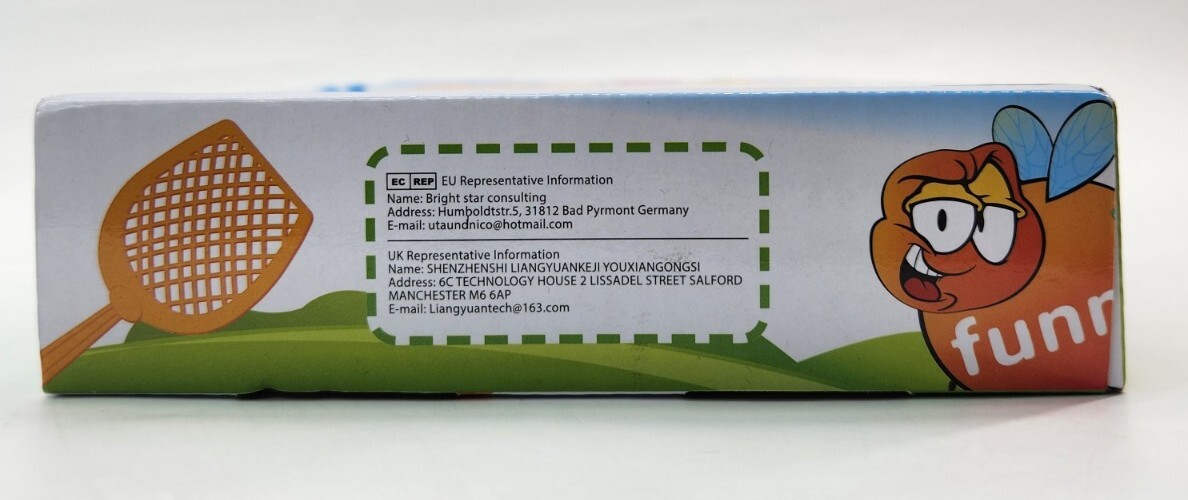 EC REP EU Representative Information
Name: Bright star consulting
Address: Humboldtstr.5, 31812 Bad Pyrmont Germany
E-mail: utaundnico@hotmail.com
UK Representative Information
Name: SHENZHENSHI LIANGYUANKEJI YOUXIANGONGSI
Address: 6C TECHNOLOGY HOUSE 2 LISSADEL STREET SALFORD
MANCHESTER M6 6AP
E-mail: Liangyuantech@163.com